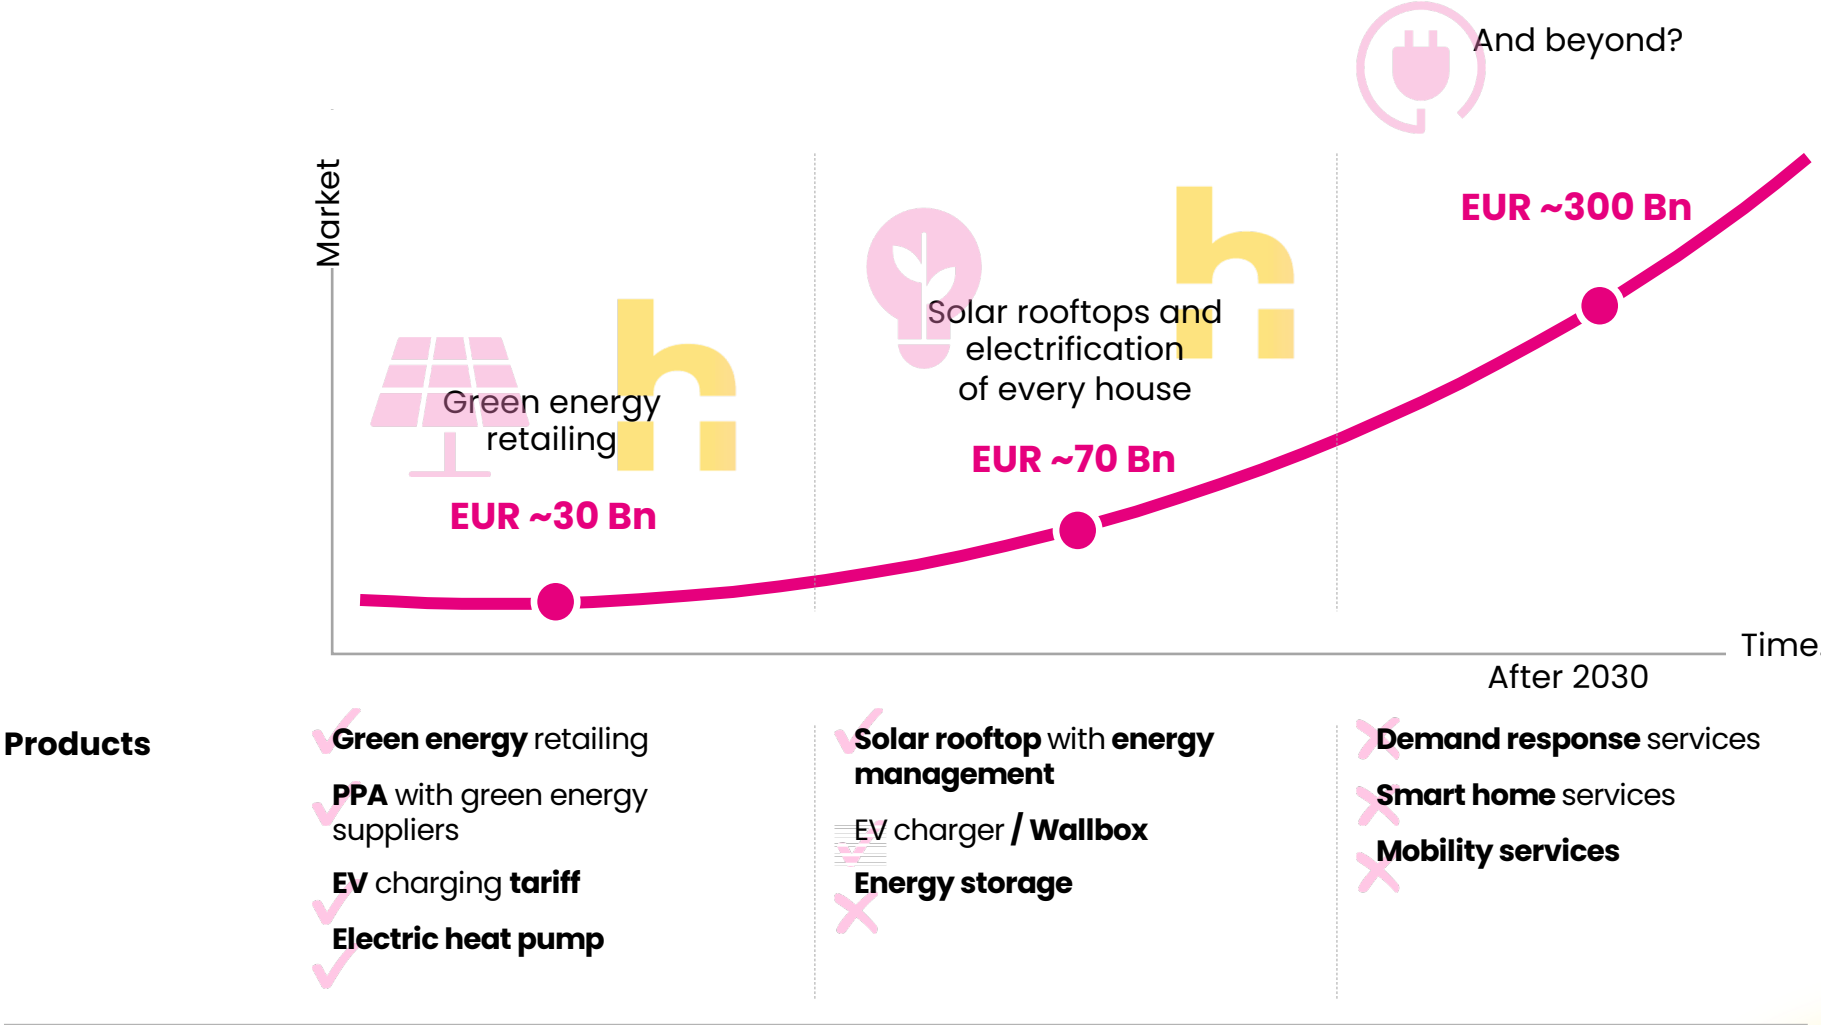 And beyond?
Market
EUR ~300 Bn
Solar rooftops and
electrification
of every house
Green energy
retailing
EUR ~70 Bn
EUR ~30 Bn
Time
After 2030
Products
Green energy retailing
PPA with green energy
suppliers
EV charging tariff
Electric heat pump
Solar rooftop with energy
management
EV charger / Wallbox
Energy storage
Demand response services
Smart home services
Mobility services